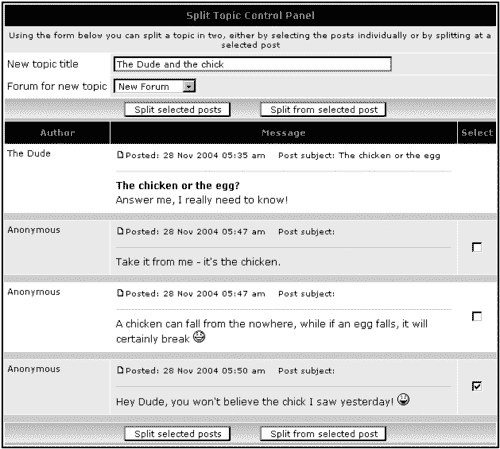 Split Topic Control Panel
Using the form below you can split a topic in two, either by selecting the posts individually or by splitting at a
selected post
New topic title The Dude and the chick
Forum for new topic New Forum
Split selected posts Split from selected post
Author Message Select
The Dude Posted: 28 Nov 2004 05:35 am Post subject: The chicken or the egg
The chicken or the egg?
Answer me, I really need to know!
Anonymous Posted: 28 Nov 2004 05:47 am Post subject:
Take it from me - it's the chicken.
Anonymous Posted: 28 Nov 2004 05:47 am Post subject:
A chicken can fall from the nowhere, while if an egg falls, it will
certainly break
Anonymous Posted: 28 Nov 2004 05:50 am Post subject:
Hey Dude, you won't believe the chick I saw yesterday!
Split selected posts Split from selected post